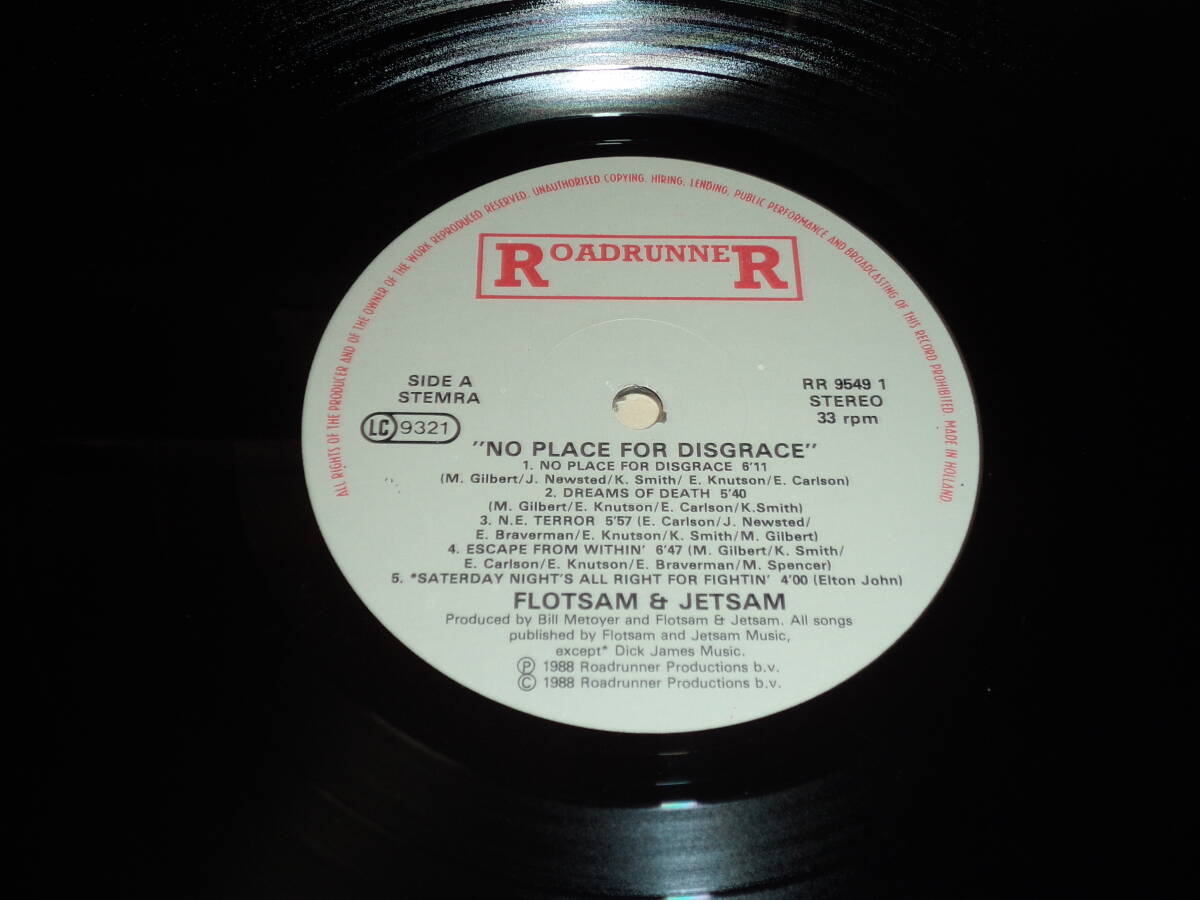 ALL RIGHTS OF THE PRODUCER AND OF THE OWNER OF THE WORK REPRODUCED RESERVED. UNAUTHORISED COPYING, HIRING, LENDING, PUBLIC PERFORMANCE AND BROADCASTING OF THIS RECORD PROHIBITED. MADE IN HOLLAND
ROADRUNNER
SIDE A
STEMRA
LC 9321
RR 9549 1
STEREO
33 rpm
"NO PLACE FOR DISGRACE"
1. NO PLACE FOR DISGRACE 6'11
(M. Gilbert/J. Newsted/K. Smith/ E. Knutson/E. Carlson)
2. DREAMS OF DEATH 5'40
(M. Gilbert/E. Knutson/E. Carlson/K.Smith)
3. N.E. TERROR 5'57 (E. Carlson/J. Newsted/
E. Braverman/E. Knutson/K. Smith/M. Gilbert)
4. ESCAPE FROM WITHIN' 6'47 (M. Gilbert/K. Smith/
E. Carlson/E. Knutson/E. Braverman/M. Spencer)
5. *SATERDAY NIGHT'S ALL RIGHT FOR FIGHTIN' 4'00 (Elton John)
FLOTSAM & JETSAM
Produced by Bill Metoyer and Flotsam & Jetsam. All songs
published by Flotsam and Jetsam Music,
except* Dick James Music.
Ⓟ 1988 Roadrunner Productions b.v.
© 1988 Roadrunner Productions b.v.